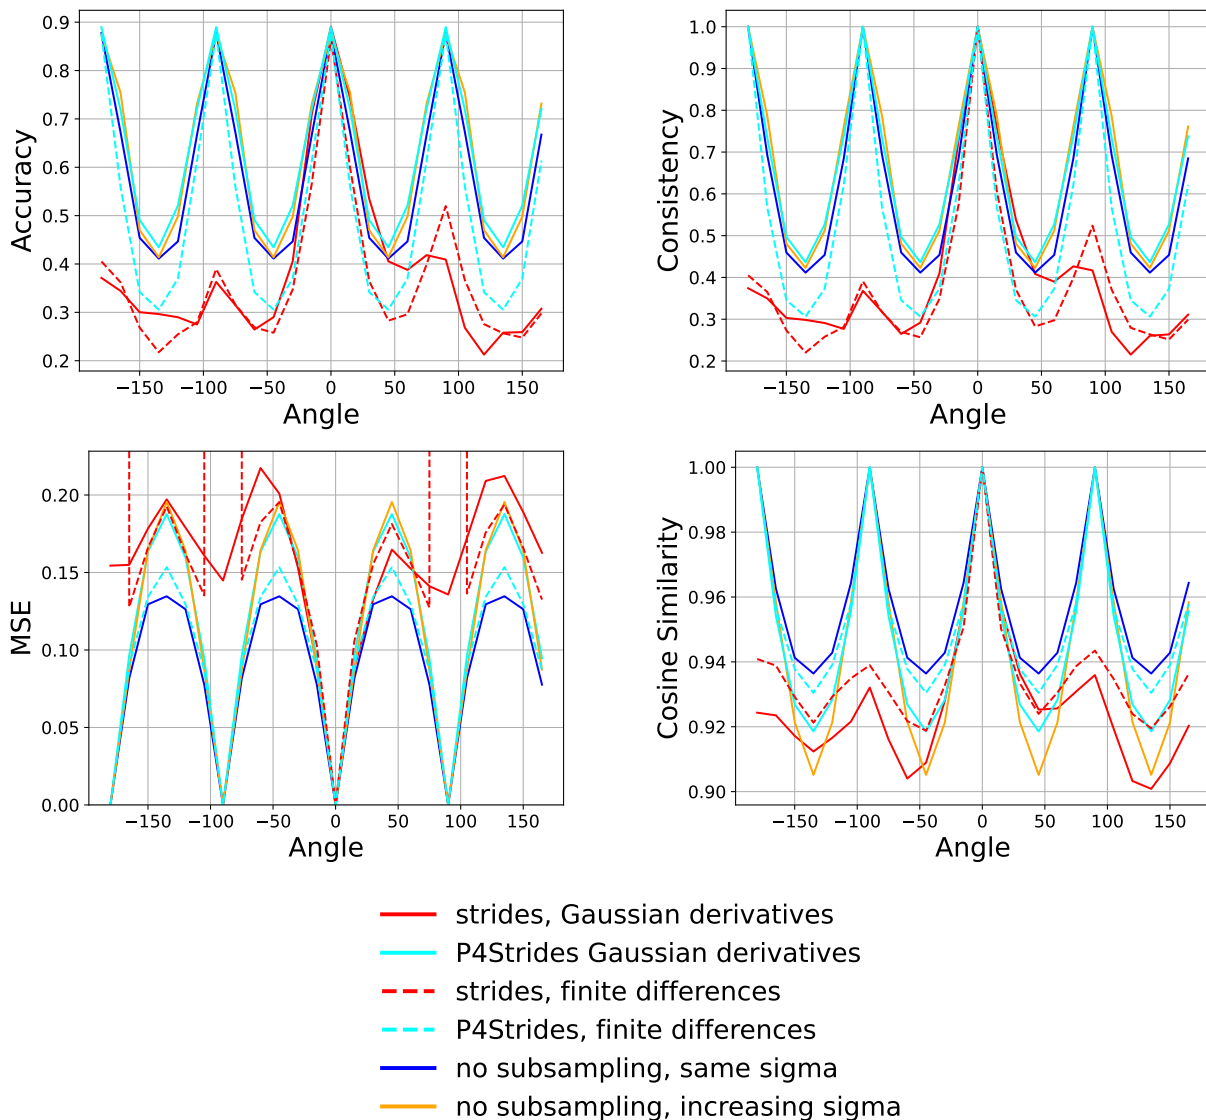 0.9
0.8
0.7
0.6
0.5
0.4
0.3
0.2
Accuracy
−150 −100 −50 0 50 100 150
Angle
1.0
0.9
0.8
0.7
0.6
0.5
0.4
0.3
0.2
Consistency
−150 −100 −50 0 50 100 150
Angle
0.20
0.15
0.10
0.05
0.00
MSE
−150 −100 −50 0 50 100 150
Angle
1.00
0.98
0.96
0.94
0.92
0.90
Cosine Similarity
−150 −100 −50 0 50 100 150
Angle
strides, Gaussian derivatives
P4Strides Gaussian derivatives
strides, finite differences
P4Strides, finite differences
no subsampling, same sigma
no subsampling, increasing sigma